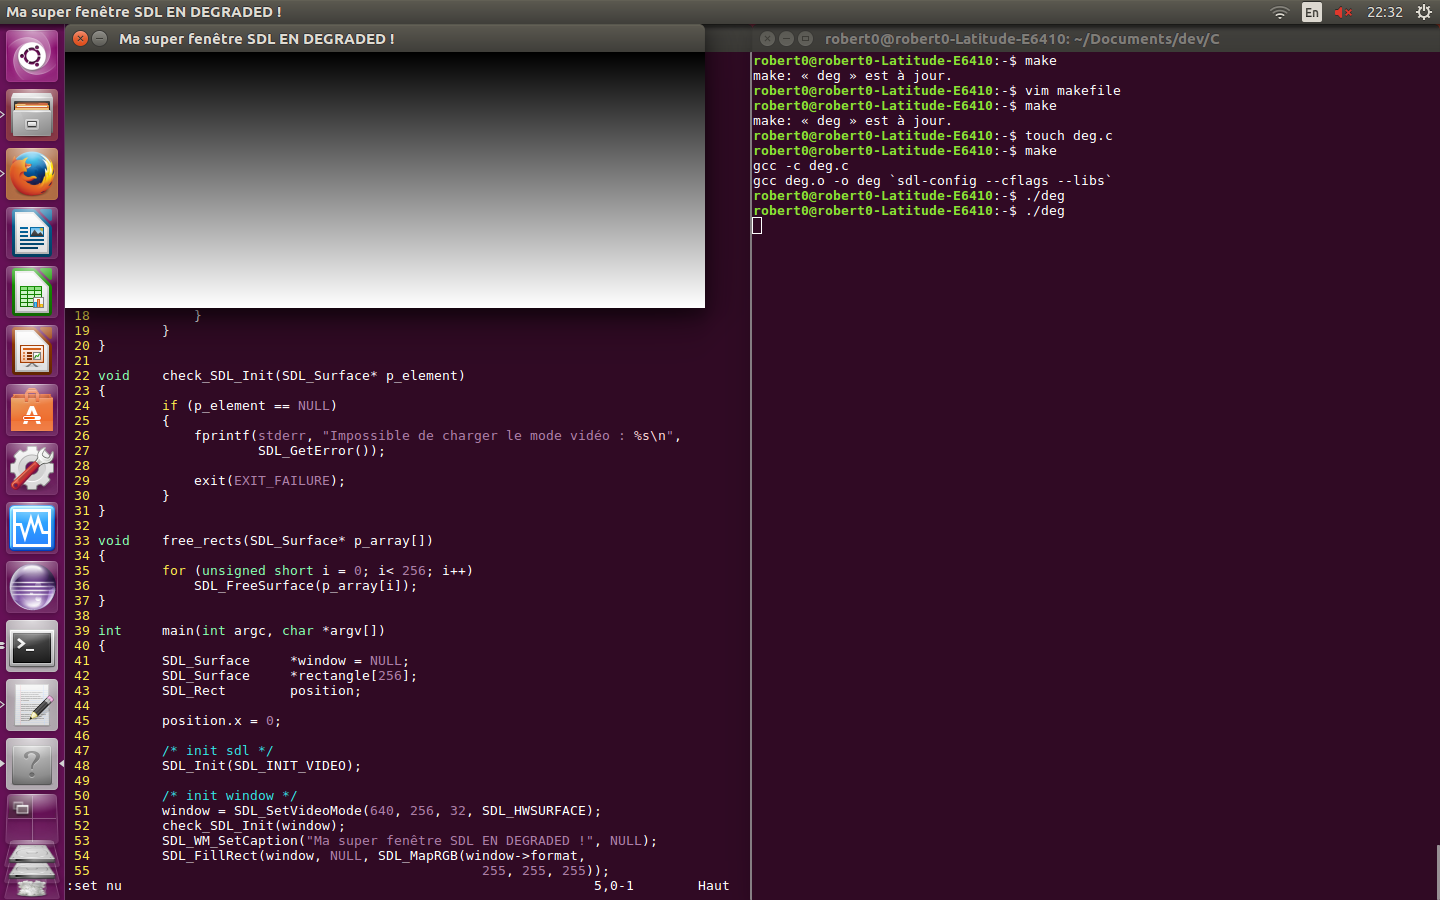 Ma super fenêtre SDL EN DEGRADED !
En
22:32
Ma super fenêtre SDL EN DEGRADED !
18 }
19 }
20 }
21
22 void check_SDL_Init(SDL_Surface* p_element)
23 {
24 if (p_element == NULL)
25 {
26 fprintf(stderr, "Impossible de charger le mode vidéo : %s\n",
27 SDL_GetError());
28
29 exit(EXIT_FAILURE);
30 }
31 }
32
33 void free_rects(SDL_Surface* p_array[])
34 {
35 for (unsigned short i = 0; i< 256; i++)
36 SDL_FreeSurface(p_array[i]);
37 }
38
39 int main(int argc, char *argv[])
40 {
41 SDL_Surface *window = NULL;
42 SDL_Surface *rectangle[256];
43 SDL_Rect position;
44
45 position.x = 0;
46
47 /* init sdl */
48 SDL_Init(SDL_INIT_VIDEO);
49
50 /* init window */
51 window = SDL_SetVideoMode(640, 256, 32, SDL_HWSURFACE);
52 check_SDL_Init(window);
53 SDL_WM_SetCaption("Ma super fenêtre SDL EN DEGRADED !", NULL);
54 SDL_FillRect(window, NULL, SDL_MapRGB(window->format,
55 255, 255, 255));
:set nu 5,0-1 Haut
robert0@robert0-Latitude-E6410: ~/Documents/dev/C
robert0@robert0-Latitude-E6410:~$ make
make: « deg » est à jour.
robert0@robert0-Latitude-E6410:~$ vim makefile
robert0@robert0-Latitude-E6410:~$ make
make: « deg » est à jour.
robert0@robert0-Latitude-E6410:~$ touch deg.c
robert0@robert0-Latitude-E6410:~$ make
gcc -c deg.c
gcc deg.o -o deg `sdl-config --cflags --libs`
robert0@robert0-Latitude-E6410:~$ ./deg
robert0@robert0-Latitude-E6410:~$ ./deg